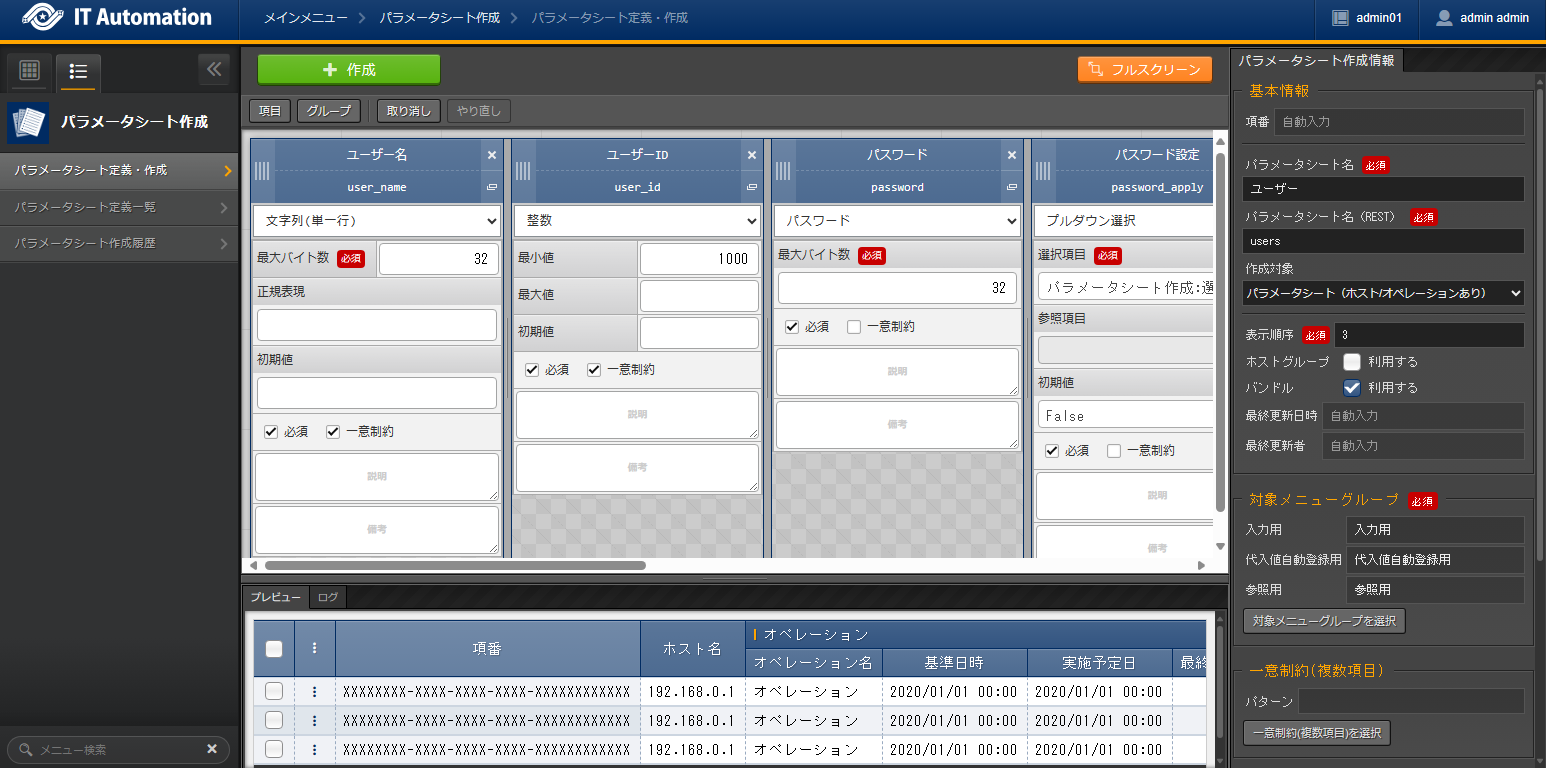 IT Automation
メインメニュー
パラメータシート作成
パラメータシート定義・作成
admin01
admin admin
パラメータシート作成
パラメータシート定義・作成
パラメータシート定義一覧
パラメータシート作成履歴
メニュー検索
作成
フルスクリーン
項目 グループ 取り消し やり直し
ユーザー名
user_name
文字列(単一行)
最大バイト数 必須 32
正規表現
初期値
必須 一意制約
説明
備考
ユーザーID
user_id
整数
最小値 1000
最大値
初期値
必須 一意制約
説明
備考
パスワード
password
パスワード
最大バイト数 必須
32
必須 一意制約
説明
備考
パスワード設定
password_apply
プルダウン選択
選択項目 必須
パラメータシート作成:選
参照項目
初期値
False
必須 一意制約
説明
備考
プレビュー ログ
項番 ホスト名 オペレーション
オペレーション名 基準日時 実施予定日 最終
XXXXXXXX-XXXX-XXXX-XXXX-XXXXXXXXXXXX 192.168.0.1 オペレーション 2020/01/01 00:00 2020/01/01 00:00
XXXXXXXX-XXXX-XXXX-XXXX-XXXXXXXXXXXX 192.168.0.1 オペレーション 2020/01/01 00:00 2020/01/01 00:00
XXXXXXXX-XXXX-XXXX-XXXX-XXXXXXXXXXXX 192.168.0.1 オペレーション 2020/01/01 00:00 2020/01/01 00:00
パラメータシート作成情報
基本情報
項番 自動入力
パラメータシート名 必須
ユーザー
パラメータシート名（REST） 必須
users
作成対象
パラメータシート（ホスト/オペレーションあり）
表示順序 必須 3
ホストグループ 利用する
バンドル 利用する
最終更新日時 自動入力
最終更新者 自動入力
対象メニューグループ 必須
入力用 入力用
代入値自動登録用 代入値自動登録用
参照用 参照用
対象メニューグループを選択
一意制約(複数項目)
パターン
一意制約(複数項目)を選択